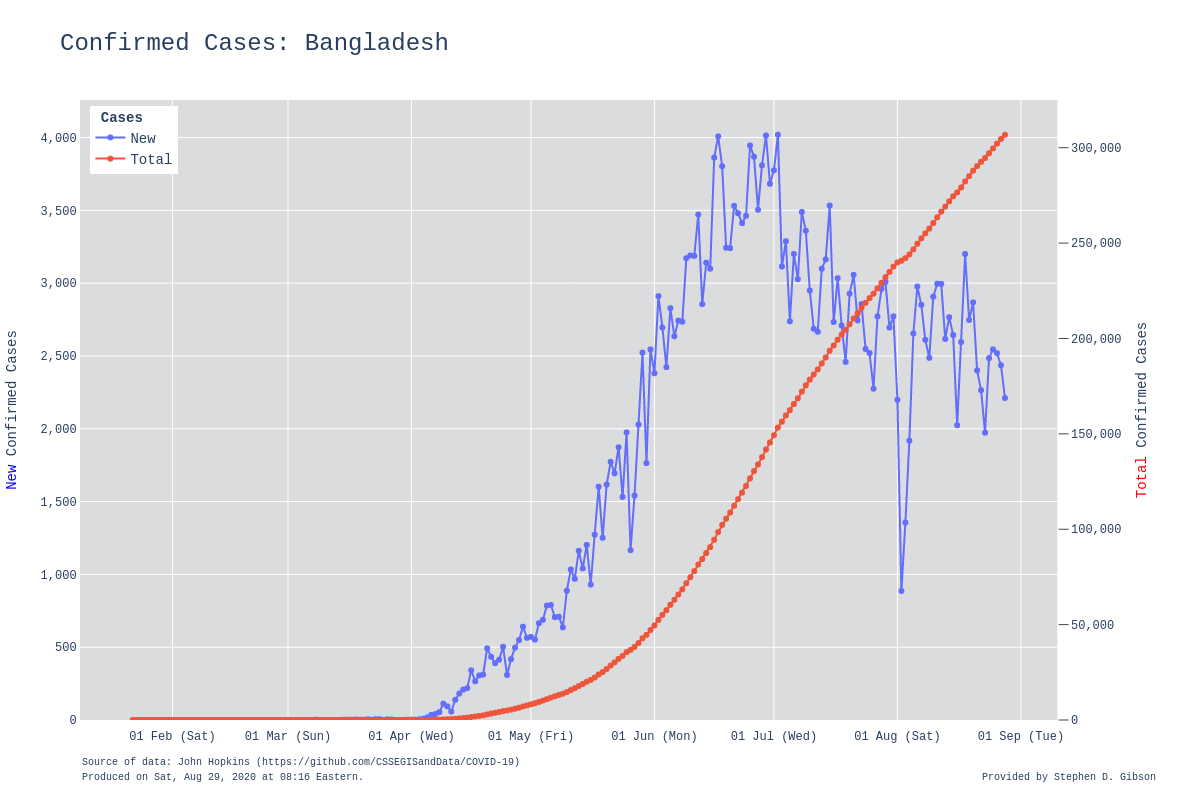 Confirmed Cases: Bangladesh
Cases
New
Total
4,000
3,500
3,000
2,500
2,000
1,500
1,000
500
0
New Confirmed Cases
300,000
250,000
200,000
150,000
100,000
50,000
0
Total Confirmed Cases
01 Feb (Sat) 01 Mar (Sun) 01 Apr (Wed) 01 May (Fri) 01 Jun (Mon) 01 Jul (Wed) 01 Aug (Sat) 01 Sep (Tue)
Source of data: John Hopkins (https://github.com/CSSEGISandData/COVID-19)
Produced on Sat, Aug 29, 2020 at 08:16 Eastern.
Provided by Stephen D. Gibson